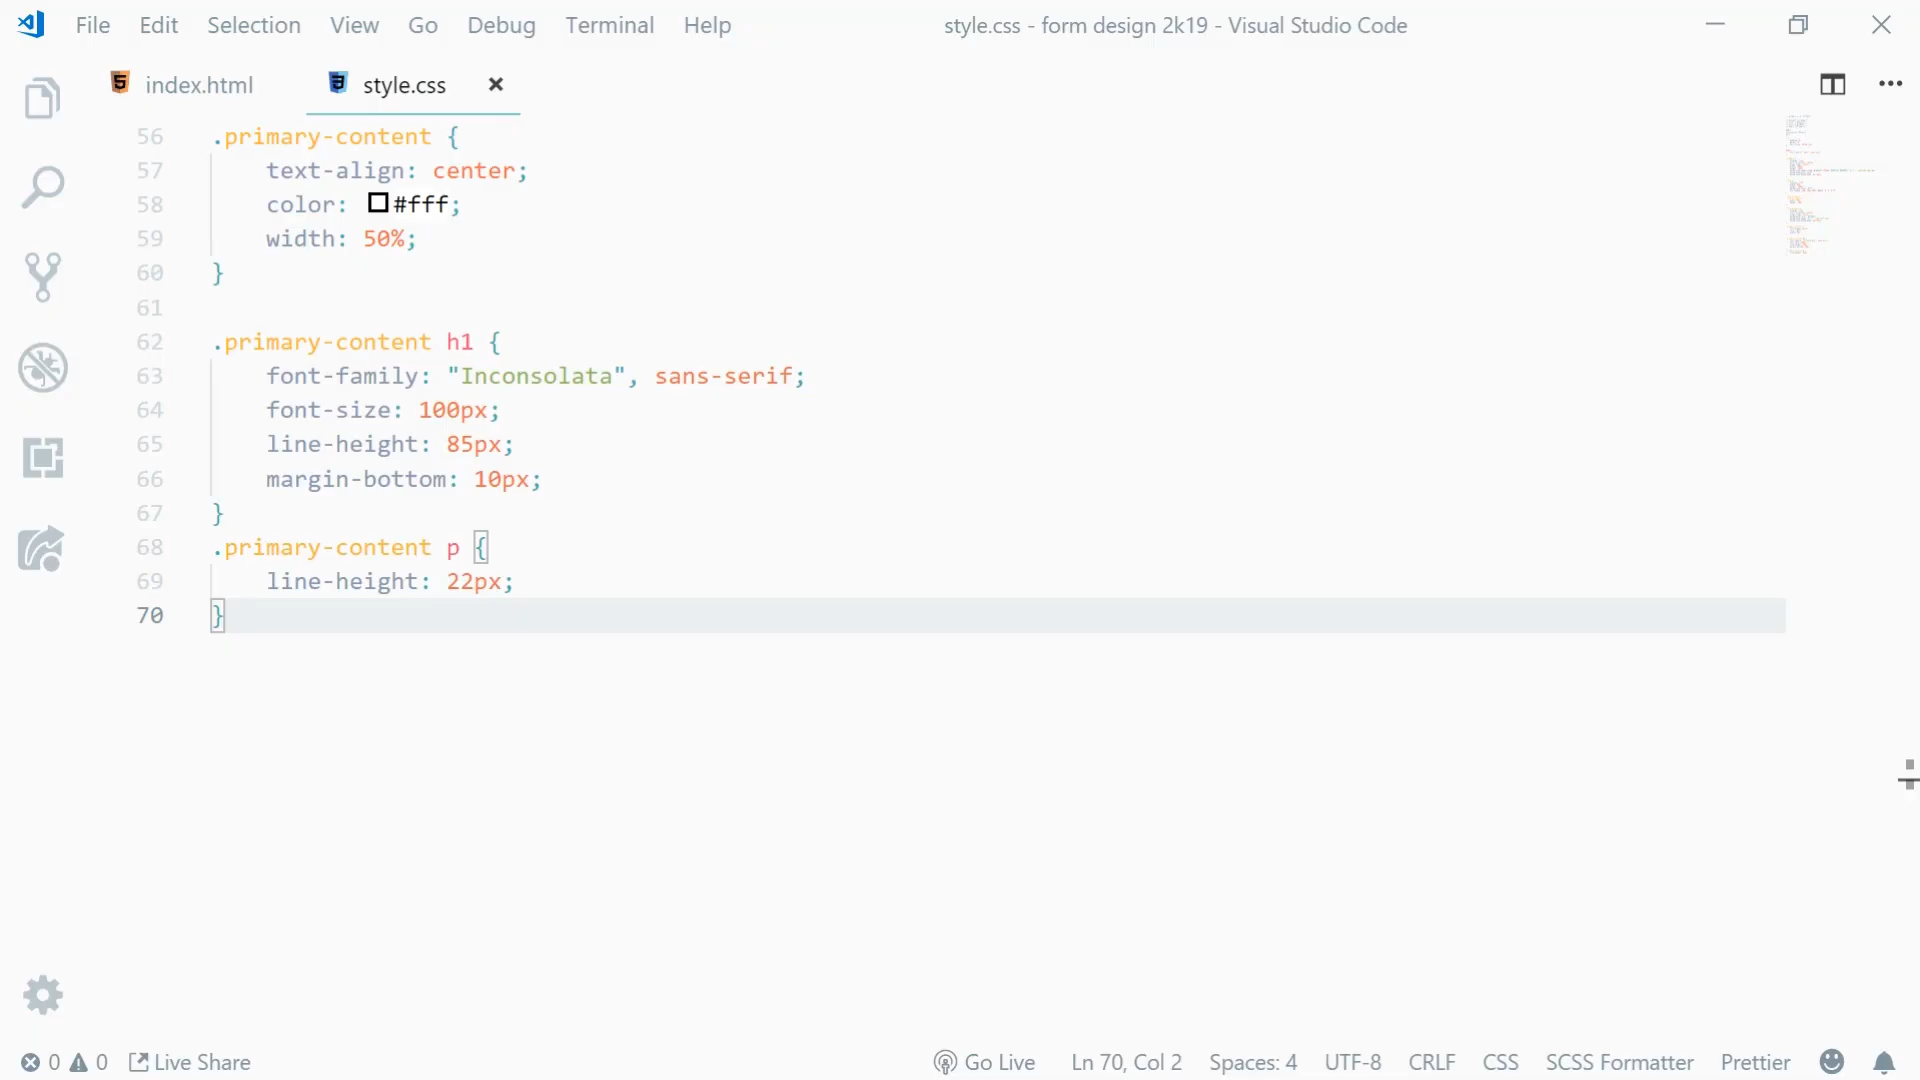 File Edit Selection View Go Debug Terminal Help style.css - form design 2k19 - Visual Studio Code
index.html style.css
56 .primary-content {
57 text-align: center;
58 color: #fff;
59 width: 50%;
60 }
61
62 .primary-content h1 {
63 font-family: "Inconsolata", sans-serif;
64 font-size: 100px;
65 line-height: 85px;
66 margin-bottom: 10px;
67 }
68 .primary-content p {
69 line-height: 22px;
70 }
0 0 Live Share Go Live Ln 70, Col 2 Spaces: 4 UTF-8 CRLF CSS SCSS Formatter Prettier